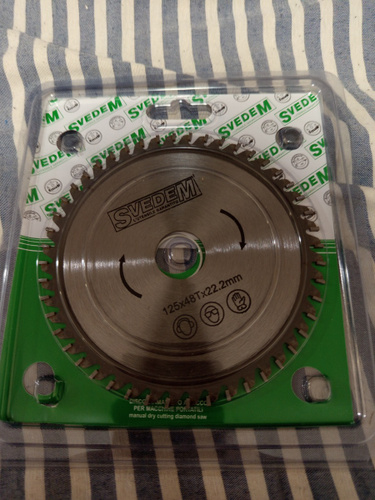 SVEDEM
SVEDEM
SVEDEM
SVEDEM
SVEDEM
SVEDEM
125x48Tx22.2mm
PER MACCHINE PORTATILI
manual dry cutting diamond saw